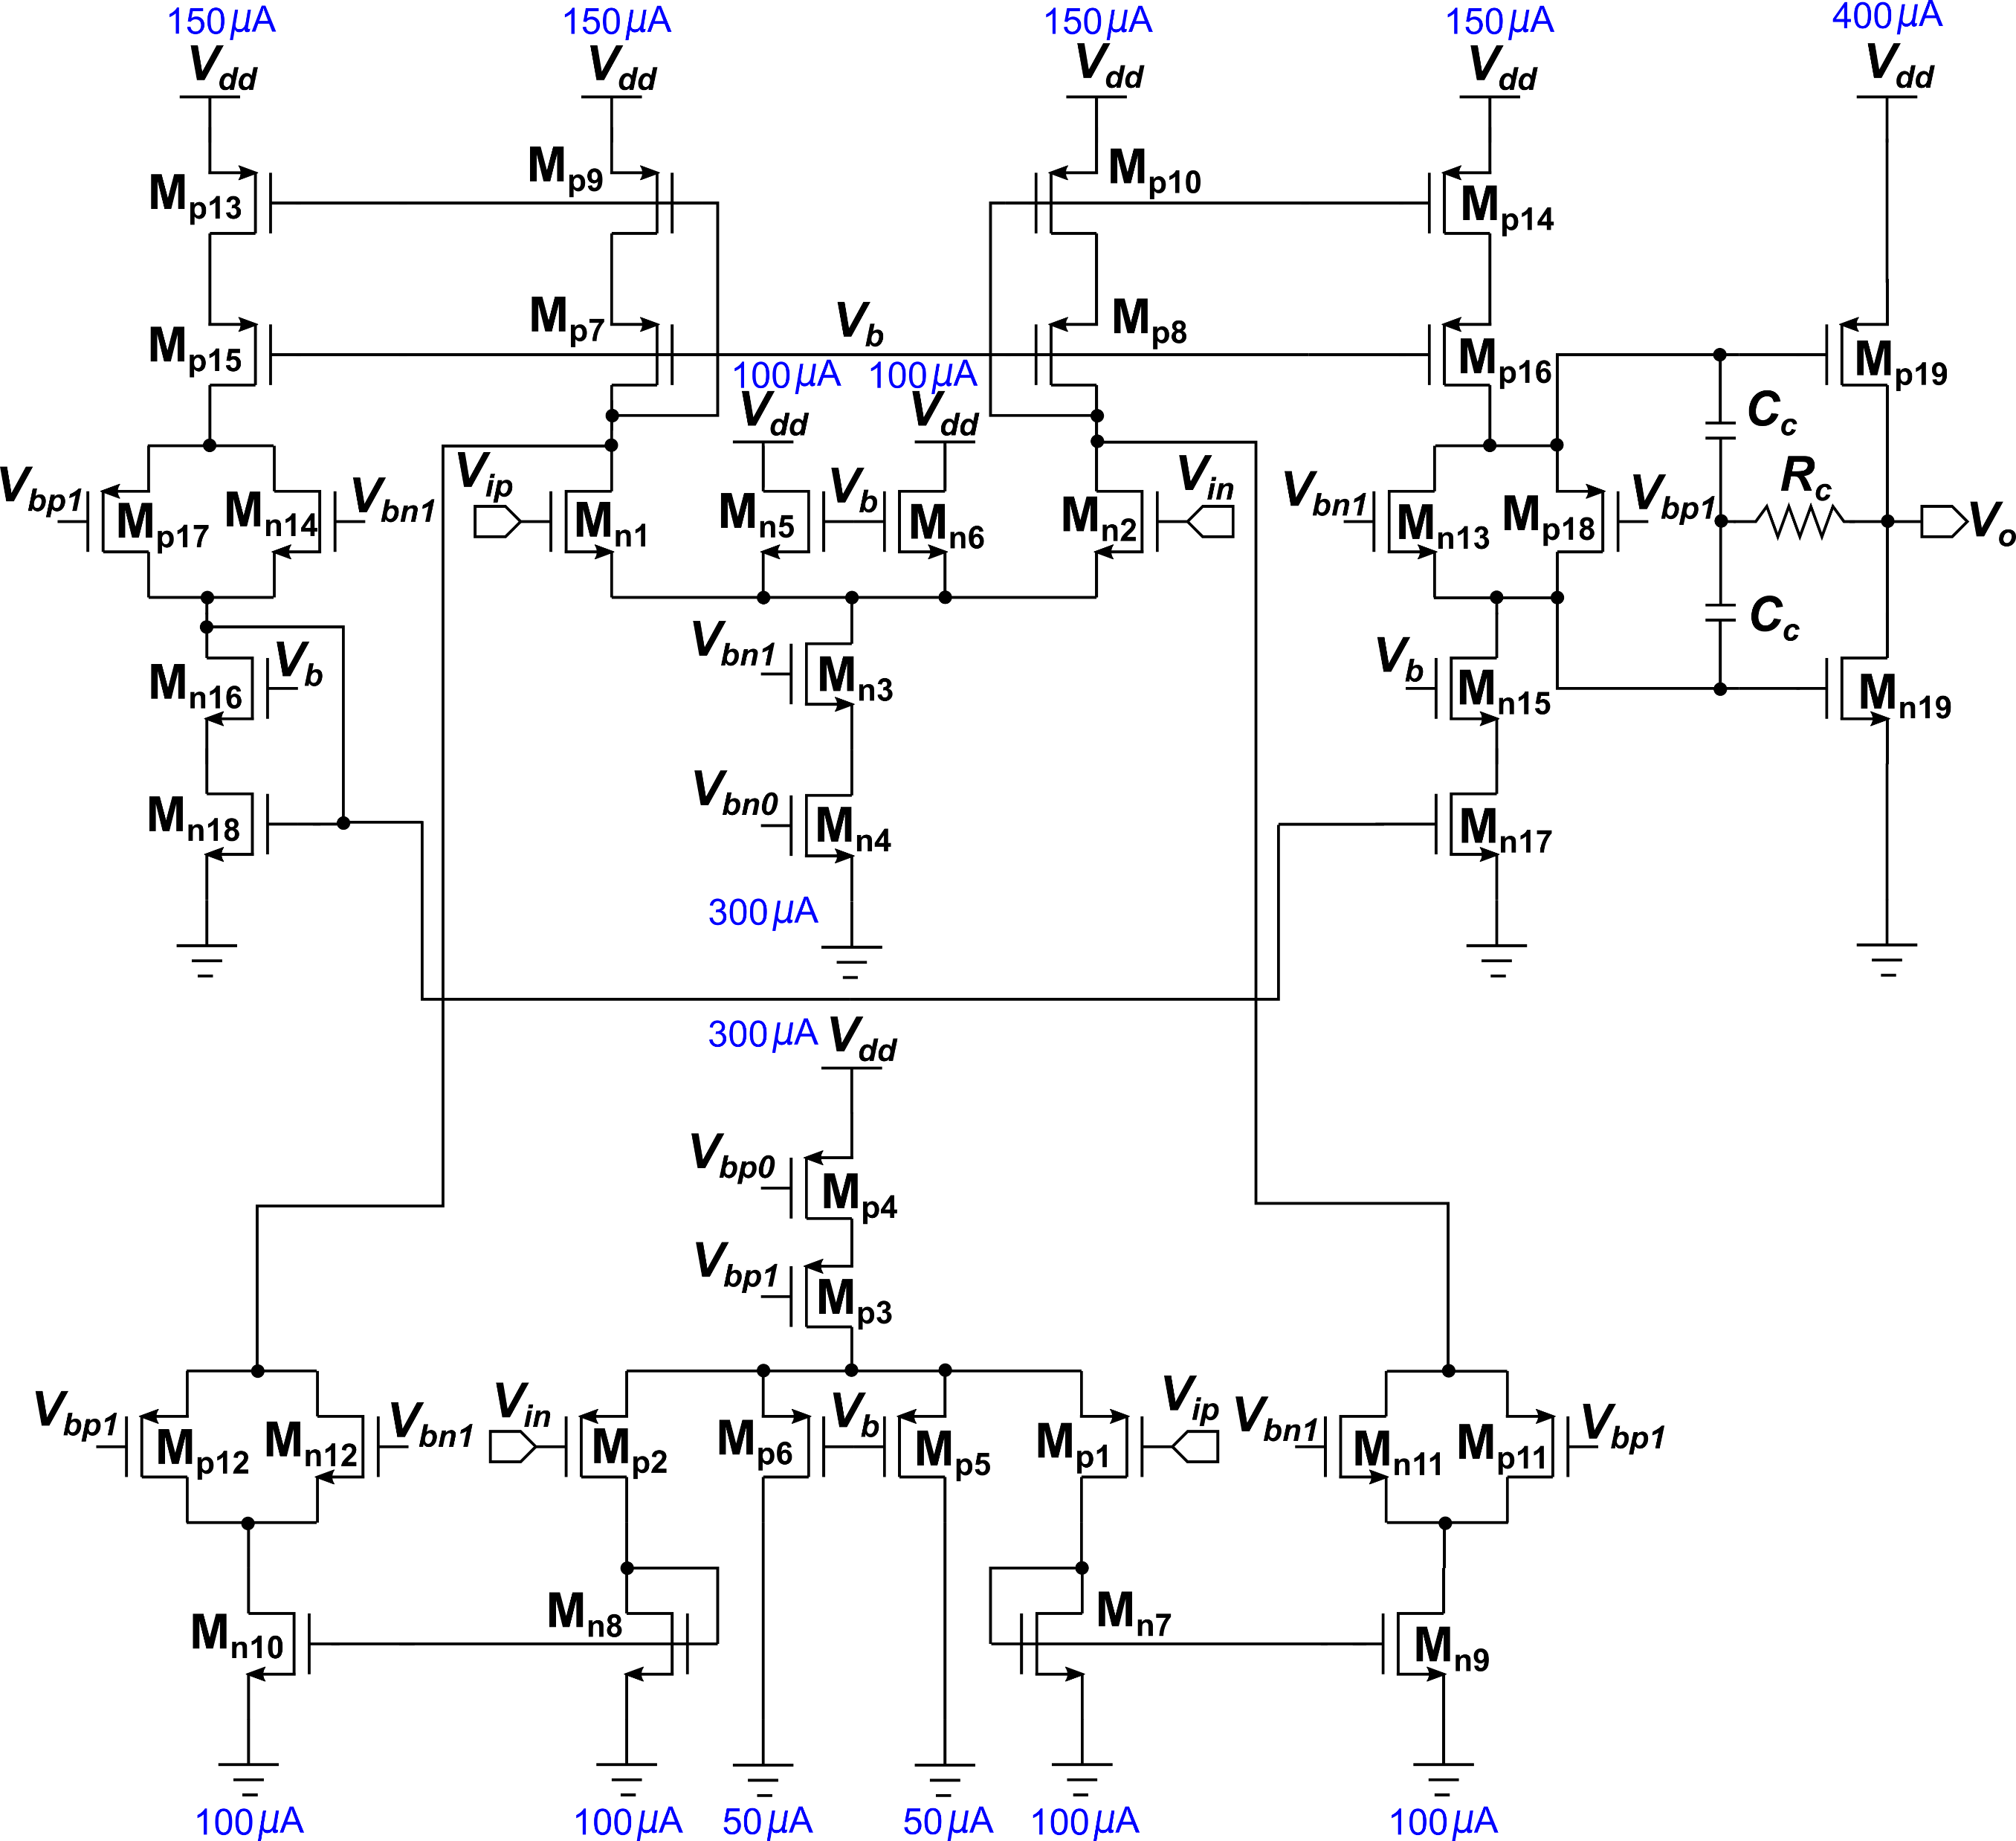 150μA 150μA 150μA 150μA 400μA
Vdd Vdd Vdd Vdd Vdd
Mp13 Mp9 Mp10 Mp14
Mp15 Mp7 Vb Mp8 Mp16 Mp19
100μA 100μA
Vdd Vdd Cc
Vbp1 Mp17 Mn14 Vbn1 Vip Mn1 Mn5 Vb Mn6 Mn2 Vin Vbn1 Mn13 Mp18 Vbp1 Rc Vo
Cc
Mn16 Vb Vbn1 Mn3 Vb Mn15 Mn19
Mn18 Vbn0 Mn4 Mn17
300μA
300μA Vdd
Vbp0 Mp4
Vbp1 Mp3
Vbp1 Mp12 Mn12 Vbn1 Vin Mp2 Mp6 Vb Mp5 Mp1 Vip Vbn1 Mn11 Mp11 Vbp1
Mn10 Mn8 Mn7 Mn9
100μA 100μA 50μA 50μA 100μA 100μA